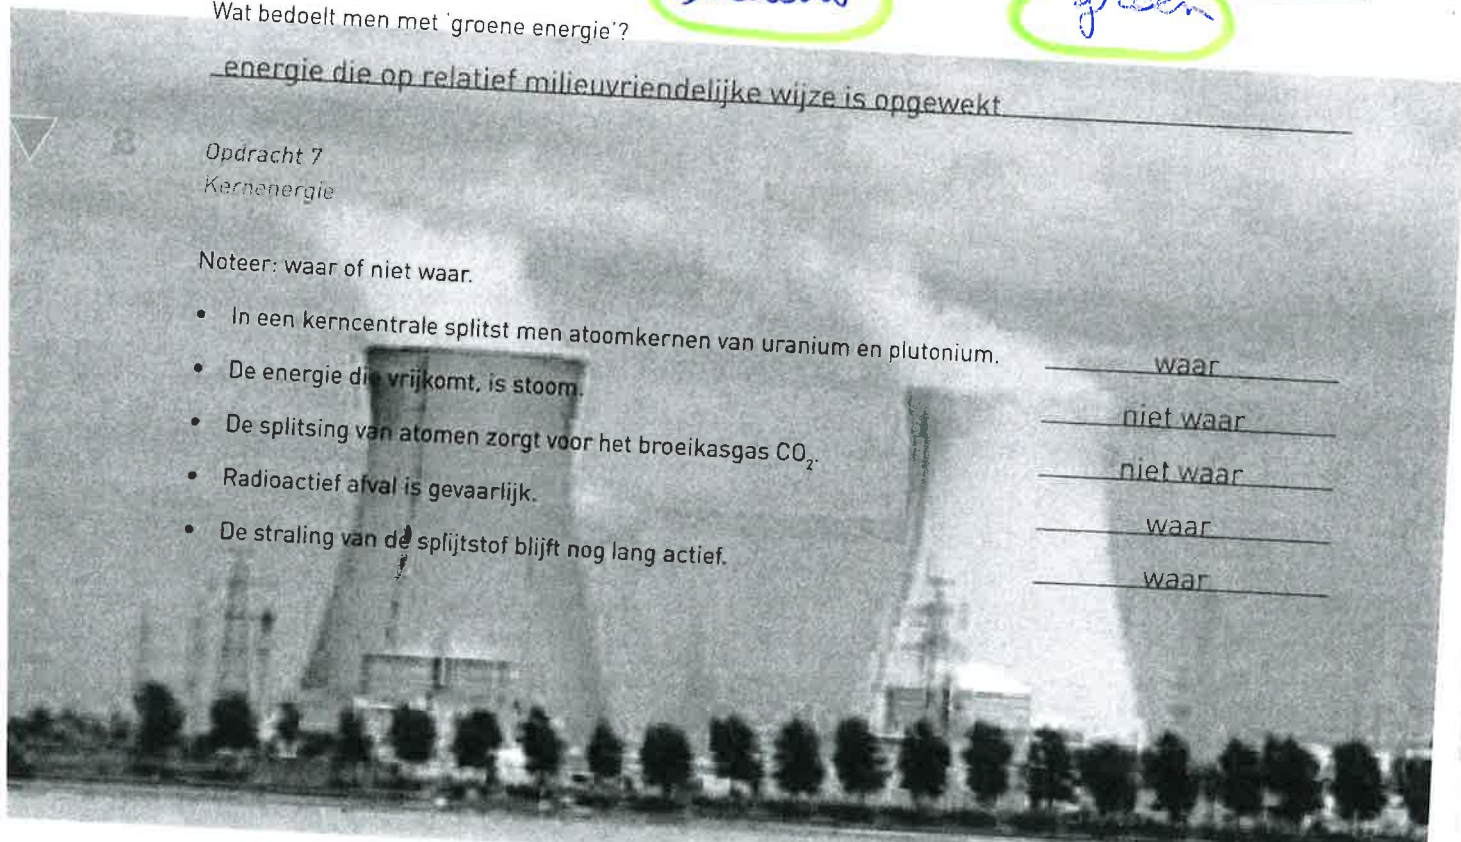 green
Wat bedoelt men met 'groene energie'?
energie die op relatief milieuvriendelijke wijze is opgewekt
8
Opdracht 7
Kernenergie
Noteer: waar of niet waar.
• In een kerncentrale splitst men atoomkernen van uranium en plutonium. waar
• De energie die vrijkomt, is stoom. niet waar
• De splitsing van atomen zorgt voor het broeikasgas CO₂. niet waar
• Radioactief afval is gevaarlijk. waar
• De straling van de splijtstof blijft nog lang actief. waar